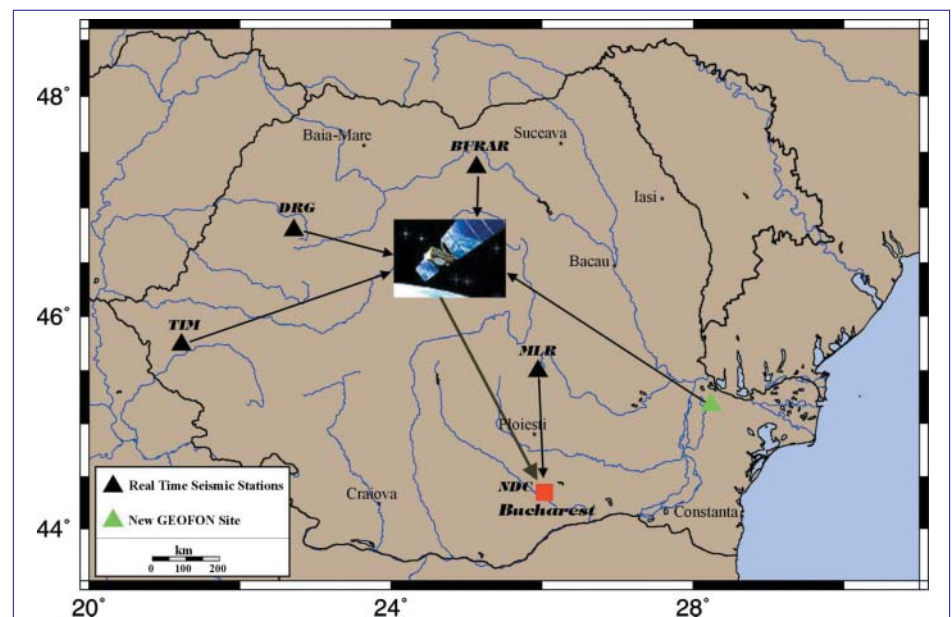 48°
46°
44°
20°
24°
28°
Baia-Mare
Suceava
BURAR
Iasi
DRG
Bacau
TIM
MLR
Ploiesti
NDC
Bucharest
Craiova
Constanta
Real Time Seismic Stations
New GEOFON Site
km
0 100 200